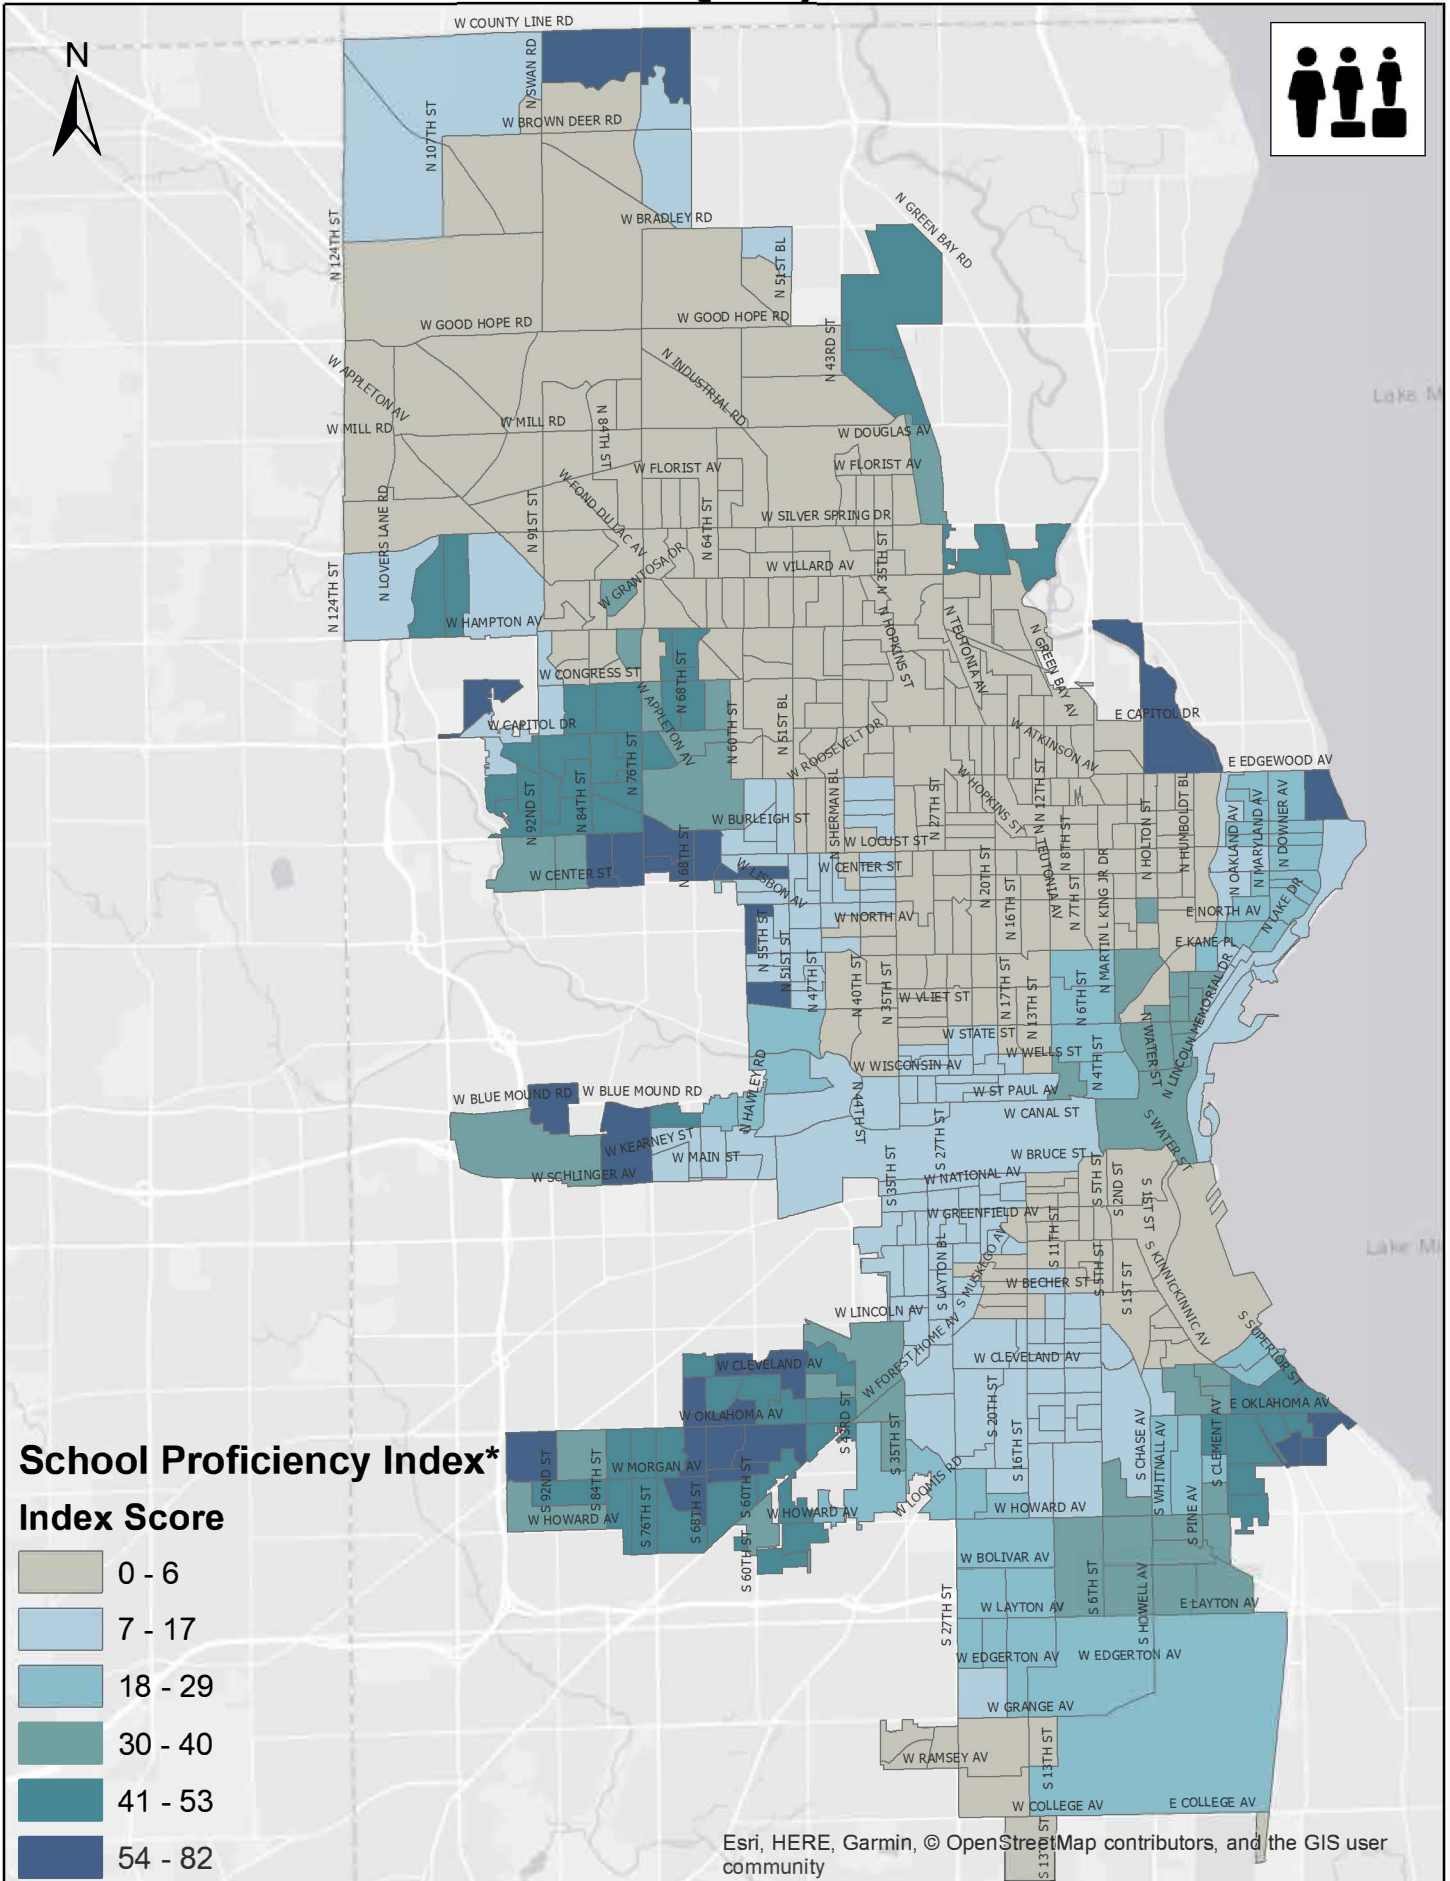 W COUNTY LINE RD
N
N SWAN RD
N 107TH ST
W BROWN DEER RD
W BRADLEY RD
N GREEN BAY RD
N 124TH ST
N 51ST BL
W GOOD HOPE RD
W GOOD HOPE RD
N 43RD ST
W APPLETON AV
N INDUSTRIAL RD
Lake M
W MILL RD
W MILL RD
N 84TH ST
W DOUGLAS AV
W FLORIST AV
W FLORIST AV
W FOND DU LAC AV
N LOVERS LANE RD
N 91ST ST
N 64TH ST
W SILVER SPRING DR
N 35TH ST
W VILLARD AV
W GRANTOSA DR
N 124TH ST
W HAMPTON AV
N HOPKINS ST
N TEUTONIA AV
N GREEN BAY AV
W CONGRESS ST
N 68TH ST
W APPLETON AV
W CAPITOL DR
E CAPITOL DR
N 60TH ST
N 51ST BL
W ROOSEVELT DR
W ATKINSON AV
N 76TH ST
E EDGEWOOD AV
N 92ND ST
N 84TH ST
W BURLEIGH ST
N SHERMAN BL
N 27TH ST
W HOPKINS ST
N 12TH ST
N HOLTON ST
N HUMBOLDT BL
N OAKLAND AV
N MARYLAND AV
N DOWNER AV
W LOCUST ST
N 8TH ST
N TEUTONIA AV
W CENTER ST
N 68TH ST
W LISBON AV
W CENTER ST
N 20TH ST
N 16TH ST
N 7TH ST
N MARTIN L KING JR DR
W NORTH AV
E NORTH AV
N LAKE DR
N 55TH ST
N 51ST ST
N 47TH ST
E KANE PL
N 40TH ST
N 35TH ST
W VLIET ST
N 17TH ST
N 13TH ST
N 6TH ST
N LINCOLN MEMORIAL DR
W STATE ST
W WELLS ST
N WATER ST
N 4TH ST
W WISCONSIN AV
N HAWLEY RD
W BLUE MOUND RD
W BLUE MOUND RD
W ST PAUL AV
N 44TH ST
W CANAL ST
S 27TH ST
S WATER ST
W KEARNEY ST
W MAIN ST
W SCHLINGER AV
W BRUCE ST
S 35TH ST
W NATIONAL AV
S 5TH ST
S 2ND ST
S 1ST ST
W GREENFIELD AV
S 11TH ST
S LAYTON BL
S MUSKEGO AV
S 5TH ST
S KINNICKINNIC AV
Lake Mi
W BECHER ST
S 1ST ST
W LINCOLN AV
W FOREST HOME AV
S SUPERIOR ST
W CLEVELAND AV
W CLEVELAND AV
W OKLAHOMA AV
S 43RD ST
S 35TH ST
S 20TH ST
S 16TH ST
S CHASE AV
S WHITNALL AV
S CLEMENT AV
E OKLAHOMA AV
School Proficiency Index*
S 92ND ST
S 84TH ST
W MORGAN AV
S 60TH ST
W LOOMIS RD
Index Score
W HOWARD AV
S 76TH ST
S 68TH ST
W HOWARD AV
W HOWARD AV
S PINE AV
0 - 6
S 60TH ST
W BOLIVAR AV
S 6TH ST
S HOWELL AV
7 - 17
S 27TH ST
W LAYTON AV
E LAYTON AV
18 - 29
W EDGERTON AV
W EDGERTON AV
W GRANGE AV
30 - 40
W RAMSEY AV
S 13TH ST
41 - 53
W COLLEGE AV
E COLLEGE AV
54 - 82
Esri, HERE, Garmin, © OpenStreetMap contributors, and the GIS user
community